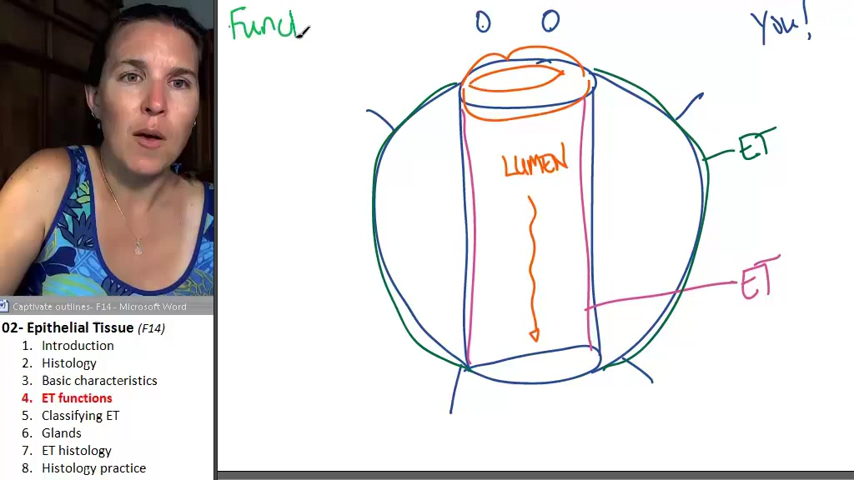 Funct
You!
ET
LUMEN
ET
Captivate outlines- F14 - Microsoft Word
02- Epithelial Tissue (F14)
1. Introduction
2. Histology
3. Basic characteristics
4. ET functions
5. Classifying ET
6. Glands
7. ET histology
8. Histology practice